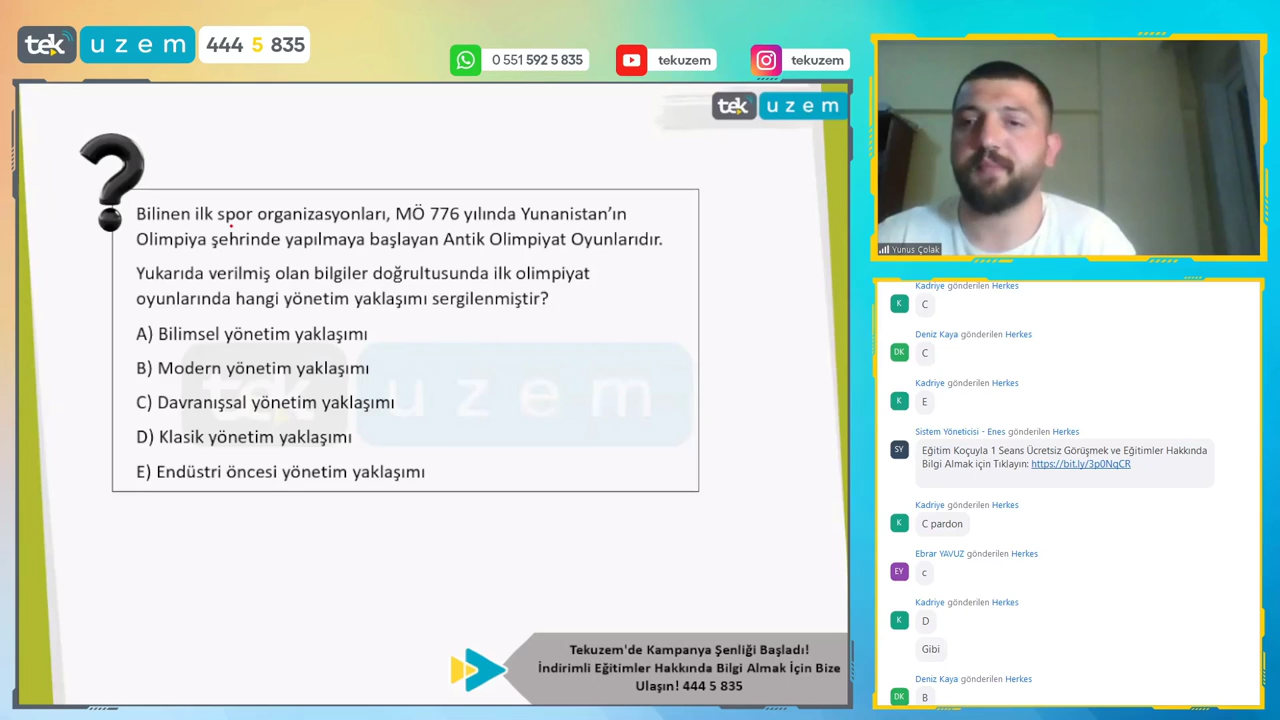 tek uzem 444 5 835
0 551 592 5 835 tekuzem tekuzem
tek uzem
Bilinen ilk spor organizasyonları, MÖ 776 yılında Yunanistan’ın
Olimpiya şehrinde yapılmaya başlayan Antik Olimpiyat Oyunlarıdır.
Yukarıda verilmiş olan bilgiler doğrultusunda ilk olimpiyat
oyunlarında hangi yönetim yaklaşımı sergilenmiştir?
A) Bilimsel yönetim yaklaşımı
B) Modern yönetim yaklaşımı
C) Davranışsal yönetim yaklaşımı
D) Klasik yönetim yaklaşımı
E) Endüstri öncesi yönetim yaklaşımı
tek uzem
Tekuzem'de Kampanya Şenliği Başladı!
İndirimli Eğitimler Hakkında Bilgi Almak İçin Bize
Ulaşın! 444 5 835
Yunus Çolak
Kadriye gönderilen Herkes
K C
Deniz Kaya gönderilen Herkes
DK C
Kadriye gönderilen Herkes
K E
Sistem Yöneticisi - Enes gönderilen Herkes
SY Eğitim Koçuyla 1 Seans Ücretsiz Görüşmek ve Eğitimler Hakkında
Bilgi Almak için Tıklayın: https://bit.ly/3p0NqCR
Kadriye gönderilen Herkes
K C pardon
Ebrar YAVUZ gönderilen Herkes
EY c
Kadriye gönderilen Herkes
K D
Gibi
Deniz Kaya gönderilen Herkes
DK B